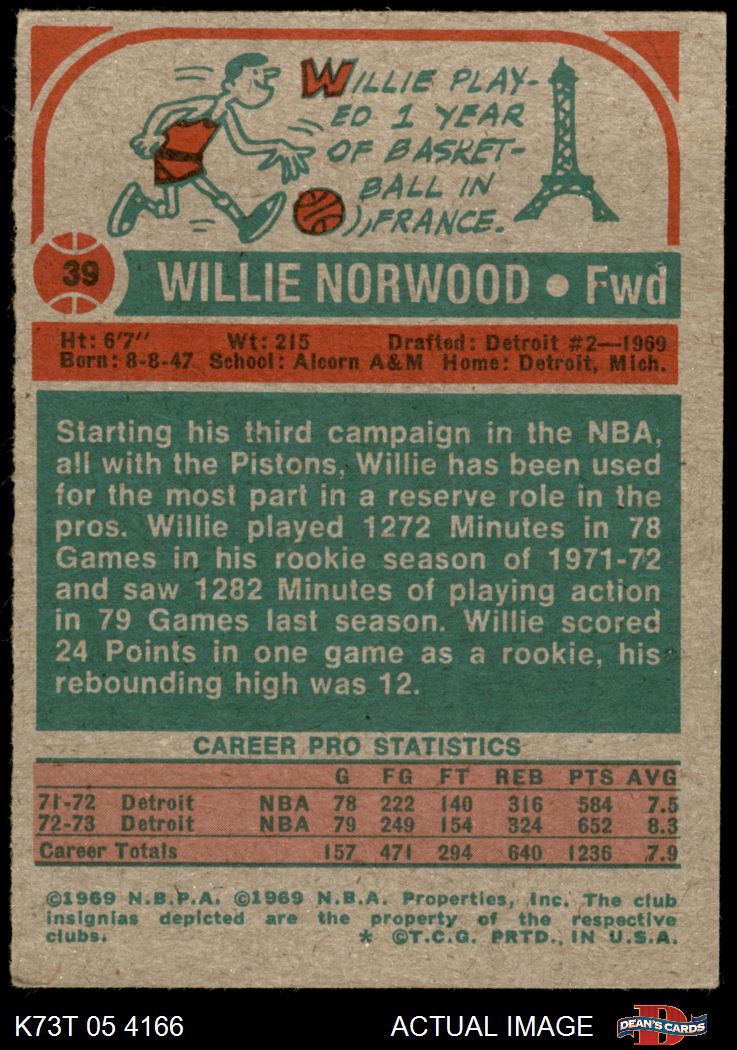 WILLIE PLAY-
ED 1 YEAR
OF BASKET-
BALL IN
FRANCE.
39
WILLIE NORWOOD • Fwd
Ht: 6'7" Wt: 215 Drafted: Detroit #2—1969
Born: 8-8-47 School: Alcorn A&M Home: Detroit, Mich.
Starting his third campaign in the NBA,
all with the Pistons, Willie has been used
for the most part in a reserve role in the
pros. Willie played 1272 Minutes in 78
Games in his rookie season of 1971-72
and saw 1282 Minutes of playing action
in 79 Games last season. Willie scored
24 Points in one game as a rookie, his
rebounding high was 12.
CAREER PRO STATISTICS
G FG FT REB PTS AVG
71-72 Detroit NBA 78 222 140 316 584 7.5
72-73 Detroit NBA 79 249 154 324 652 8.3
Career Totals 157 471 294 640 1236 7.9
©1969 N.B.P.A. ©1969 N.B.A. Properties, Inc. The club
insignias depicted are the property of the respective
clubs. * ©T.C.G. PRTD., IN U.S.A.
K73T 05 4166 ACTUAL IMAGE DEAN'S CARDS